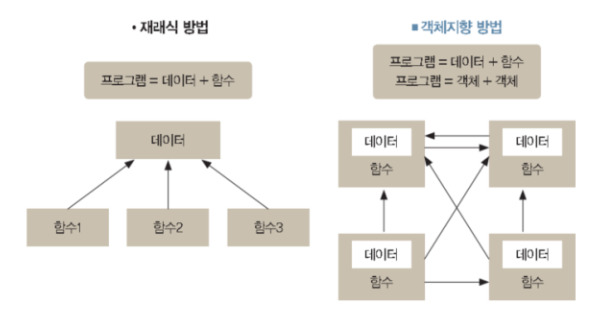 • 재래식 방법
프로그램 = 데이터 + 함수
데이터
함수1
함수2
함수3
■ 객체지향 방법
프로그램 = 데이터 + 함수
프로그램 = 객체 + 객체
데이터
함수
데이터
함수
데이터
함수
데이터
함수